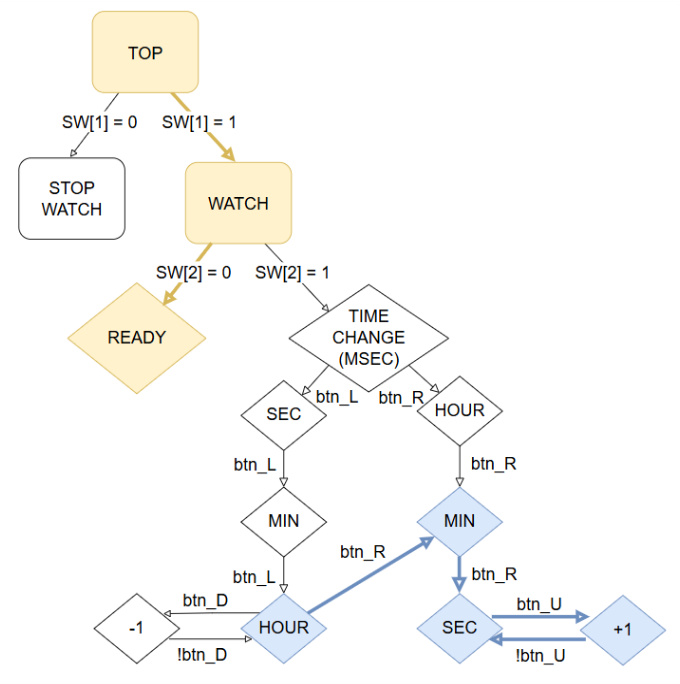 TOP
SW[1] = 0
SW[1] = 1
STOP
WATCH
WATCH
SW[2] = 0
SW[2] = 1
READY
TIME
CHANGE
(MSEC)
btn_L
btn_R
SEC
HOUR
btn_L
btn_R
MIN
MIN
btn_R
btn_L
btn_R
btn_D
btn_U
-1
HOUR
SEC
+1
!btn_D
!btn_U